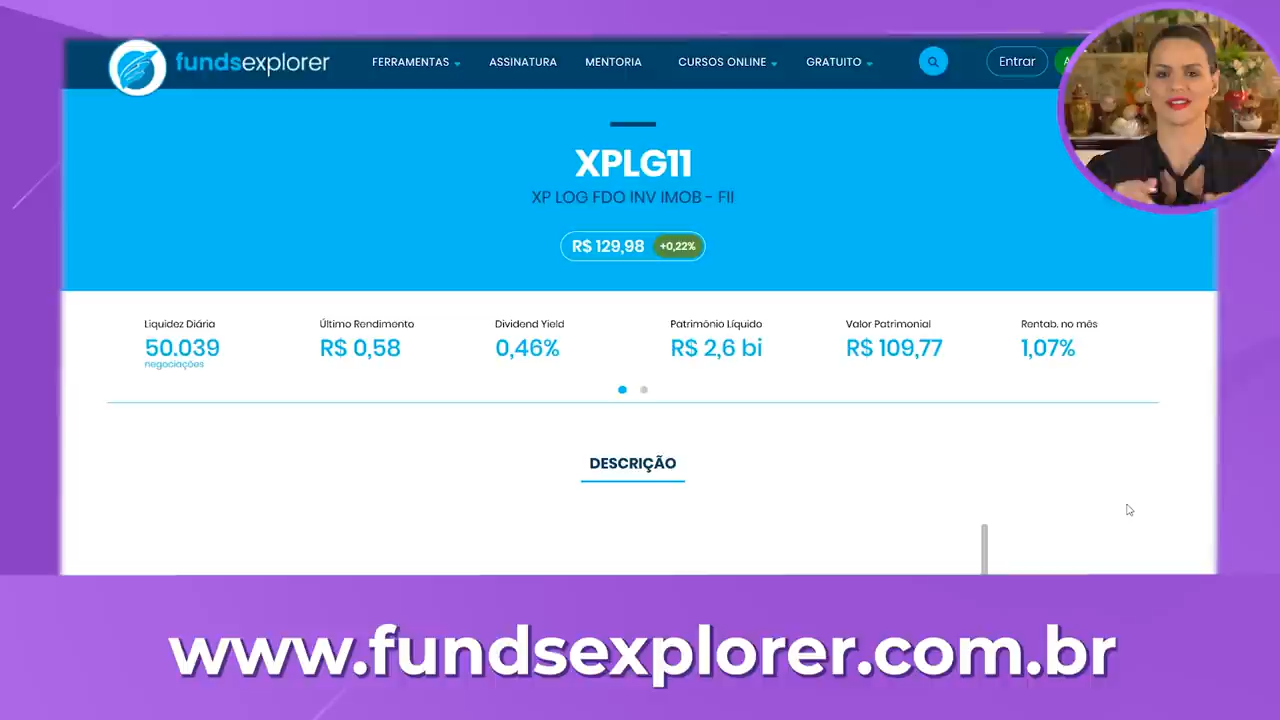 fundsexplorer
FERRAMENTAS
ASSINATURA
MENTORIA
CURSOS ONLINE
GRATUITO
Entrar
XPLG11
XP LOG FDO INV IMOB - FII
R$ 129,98 +0,22%
Liquidez Diária
50.039
negociações
Último Rendimento
R$ 0,58
Dividend Yield
0,46%
Patrimônio Líquido
R$ 2,6 bi
Valor Patrimonial
R$ 109,77
Rentab. no mês
1,07%
DESCRIÇÃO
www.fundsexplorer.com.br